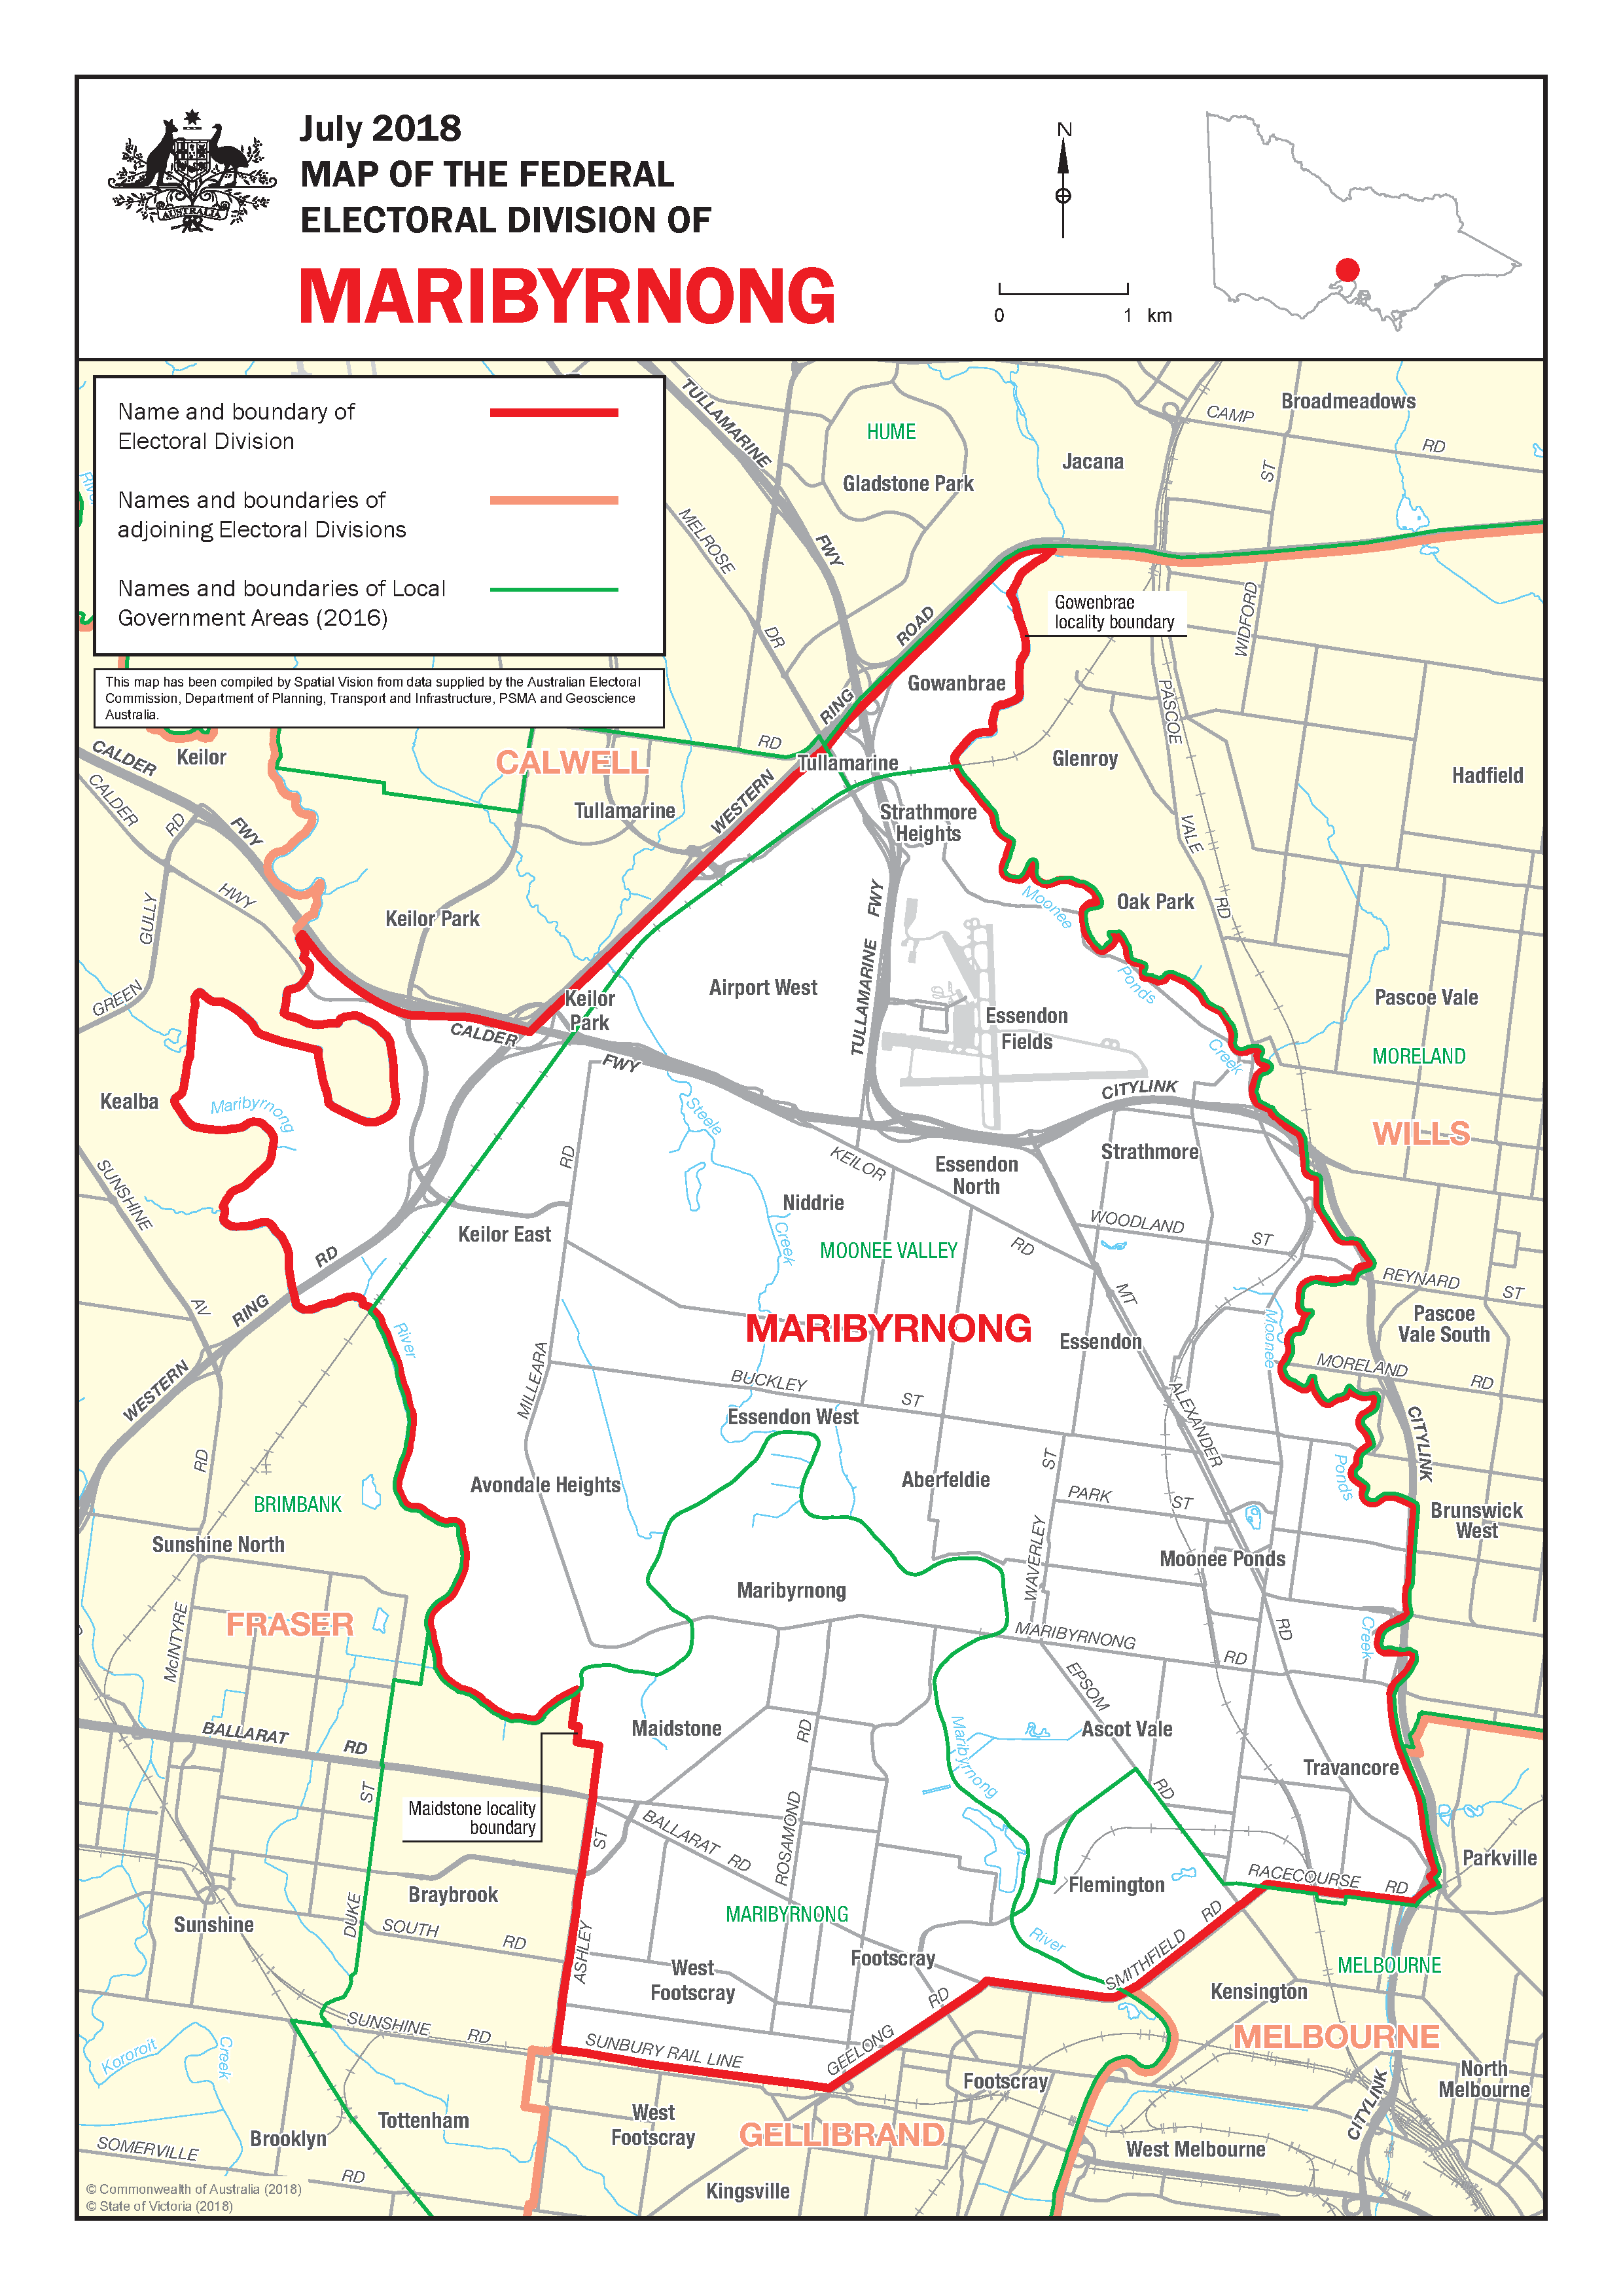 July 2018
MAP OF THE FEDERAL
ELECTORAL DIVISION OF
MARIBYRNONG
AUSTRALIA
N
0 1 km
Name and boundary of
Electoral Division
Names and boundaries of
adjoining Electoral Divisions
Names and boundaries of Local
Government Areas (2016)
This map has been compiled by Spatial Vision from data supplied by the Australian Electoral
Commission, Department of Planning, Transport and Infrastructure, PSMA and Geoscience
Australia.
TULLAMARINE
FWY
HUME
Gladstone Park
Jacana
CAMP
RD
ST
Broadmeadows
MELROSE
DR
ROAD
RING
WESTERN
Gowenbrae
locality boundary
WIDFORD
Gowanbrae
PASCOE
VALE
RD
Glenroy
Hadfield
Keilor
CALDER
FWY
CALDER
HWY
RD
GULLY
GREEN
CALWELL
RD
Tullamarine
Tullamarine
Strathmore
Heights
Keilor Park
Moonee
Ponds
Creek
Oak Park
TULLAMARINE
FWY
Airport West
Keilor
Park
Essendon
Fields
Pascoe Vale
MORELAND
WILLS
CALDER
FWY
CITYLINK
Kealba
Maribyrnong
Steele
Creek
SUNSHINE
AV
RD
KEILOR
RD
Essendon
North
Strathmore
Niddrie
Keilor East
RD
MOONEE VALLEY
WOODLAND
ST
RD
RING
WESTERN
River
MARIBYRNONG
Essendon
MT
ALEXANDER
RD
Moonee
Ponds
Creek
REYNARD
ST
Pascoe
Vale South
MORELAND
RD
CITYLINK
MILLEARA
BUCKLEY
ST
Essendon West
Avondale Heights
Aberfeldie
ST
WAVERLEY
PARK
ST
Brunswick
West
BRIMBANK
Sunshine North
Moonee Ponds
Maribyrnong
FRASER
McINTYRE
MARIBYRNONG
RD
EPSOM
RD
BALLARAT
RD
Maidstone
RD
ROSAMOND
Maribyrnong
River
Ascot Vale
Travancore
ST
DUKE
Maidstone locality
boundary
ST
ASHLEY
BALLARAT
RD
Parkville
RACECOURSE
RD
Flemington
Braybrook
Sunshine
SOUTH
RD
MARIBYRNONG
West
Footscray
Footscray
SMITHFIELD
RD
MELBOURNE
Kensington
SUNSHINE
RD
SUNBURY RAIL LINE
GEELONG
RD
MELBOURNE
Kororoit
Creek
Footscray
North
Melbourne
CITYLINK
Tottenham
Brooklyn
West
Footscray
GELLIBRAND
West Melbourne
SOMERVILLE
RD
Kingsville
© Commonwealth of Australia (2018)
© State of Victoria (2018)